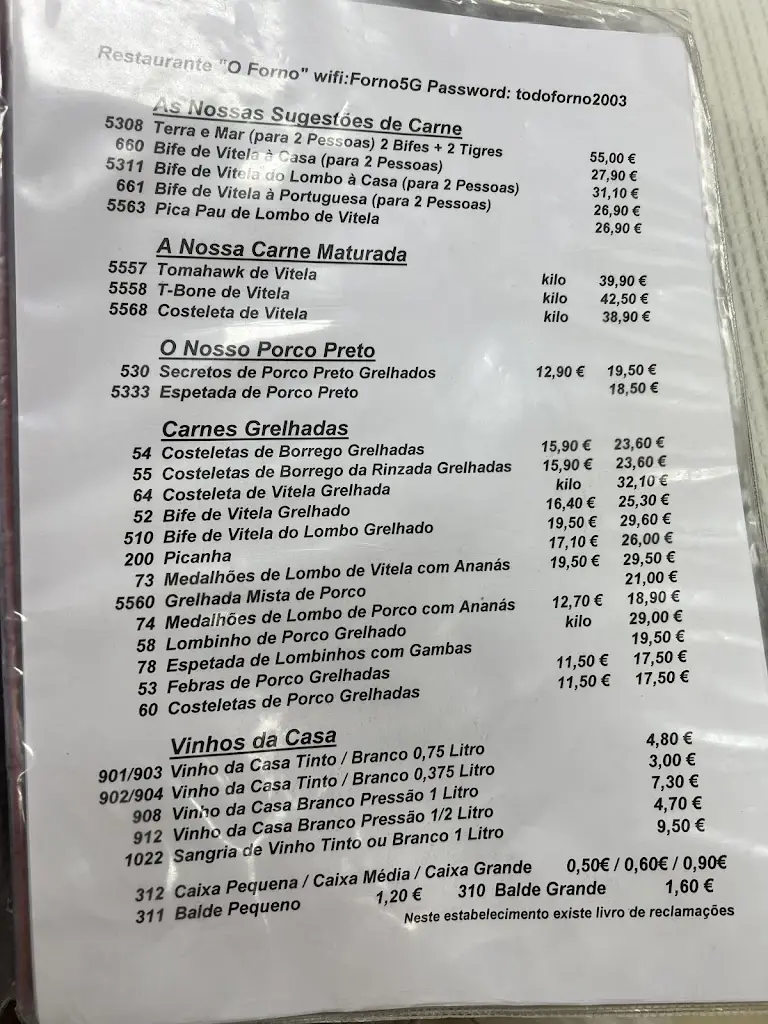 Restaurante "O Forno" wifi:Forno5G Password: todoforno2003
As Nossas Sugestões de Carne
5308 Terra e Mar (para 2 Pessoas) 2 Bifes + 2 Tigres 55,00 €
660 Bife de Vitela à Casa (para 2 Pessoas) 27,90 €
5311 Bife de Vitela do Lombo à Casa (para 2 Pessoas) 31,10 €
661 Bife de Vitela à Portuguesa (para 2 Pessoas) 26,90 €
5563 Pica Pau de Lombo de Vitela 26,90 €
A Nossa Carne Maturada
5557 Tomahawk de Vitela kilo 39,90 €
5558 T-Bone de Vitela kilo 42,50 €
5568 Costeleta de Vitela kilo 38,90 €
O Nosso Porco Preto
530 Secretos de Porco Preto Grelhados 12,90 € 19,50 €
5333 Espetada de Porco Preto 18,50 €
Carnes Grelhadas
54 Costeletas de Borrego Grelhadas 15,90 € 23,60 €
55 Costeletas de Borrego da Rinzada Grelhadas 15,90 € 23,60 €
64 Costeleta de Vitela Grelhada kilo 32,10 €
52 Bife de Vitela Grelhado 16,40 € 25,30 €
510 Bife de Vitela do Lombo Grelhado 19,50 € 29,60 €
200 Picanha 17,10 € 26,00 €
73 Medalhões de Lombo de Vitela com Ananás 19,50 € 29,50 €
5560 Grelhada Mista de Porco 21,00 €
74 Medalhões de Lombo de Porco com Ananás 12,70 € 18,90 €
58 Lombinho de Porco Grelhado kilo 29,00 €
78 Espetada de Lombinhos com Gambas 19,50 €
53 Febras de Porco Grelhadas 11,50 € 17,50 €
60 Costeletas de Porco Grelhadas 11,50 € 17,50 €
Vinhos da Casa
901/903 Vinho da Casa Tinto / Branco 0,75 Litro 4,80 €
902/904 Vinho da Casa Tinto / Branco 0,375 Litro 3,00 €
908 Vinho da Casa Branco Pressão 1 Litro 7,30 €
912 Vinho da Casa Branco Pressão 1/2 Litro 4,70 €
1022 Sangria de Vinho Tinto ou Branco 1 Litro 9,50 €
312 Caixa Pequena / Caixa Média / Caixa Grande 0,50€ / 0,60€ / 0,90€
311 Balde Pequeno 1,20 € 310 Balde Grande 1,60 €
Neste estabelecimento existe livro de reclamações